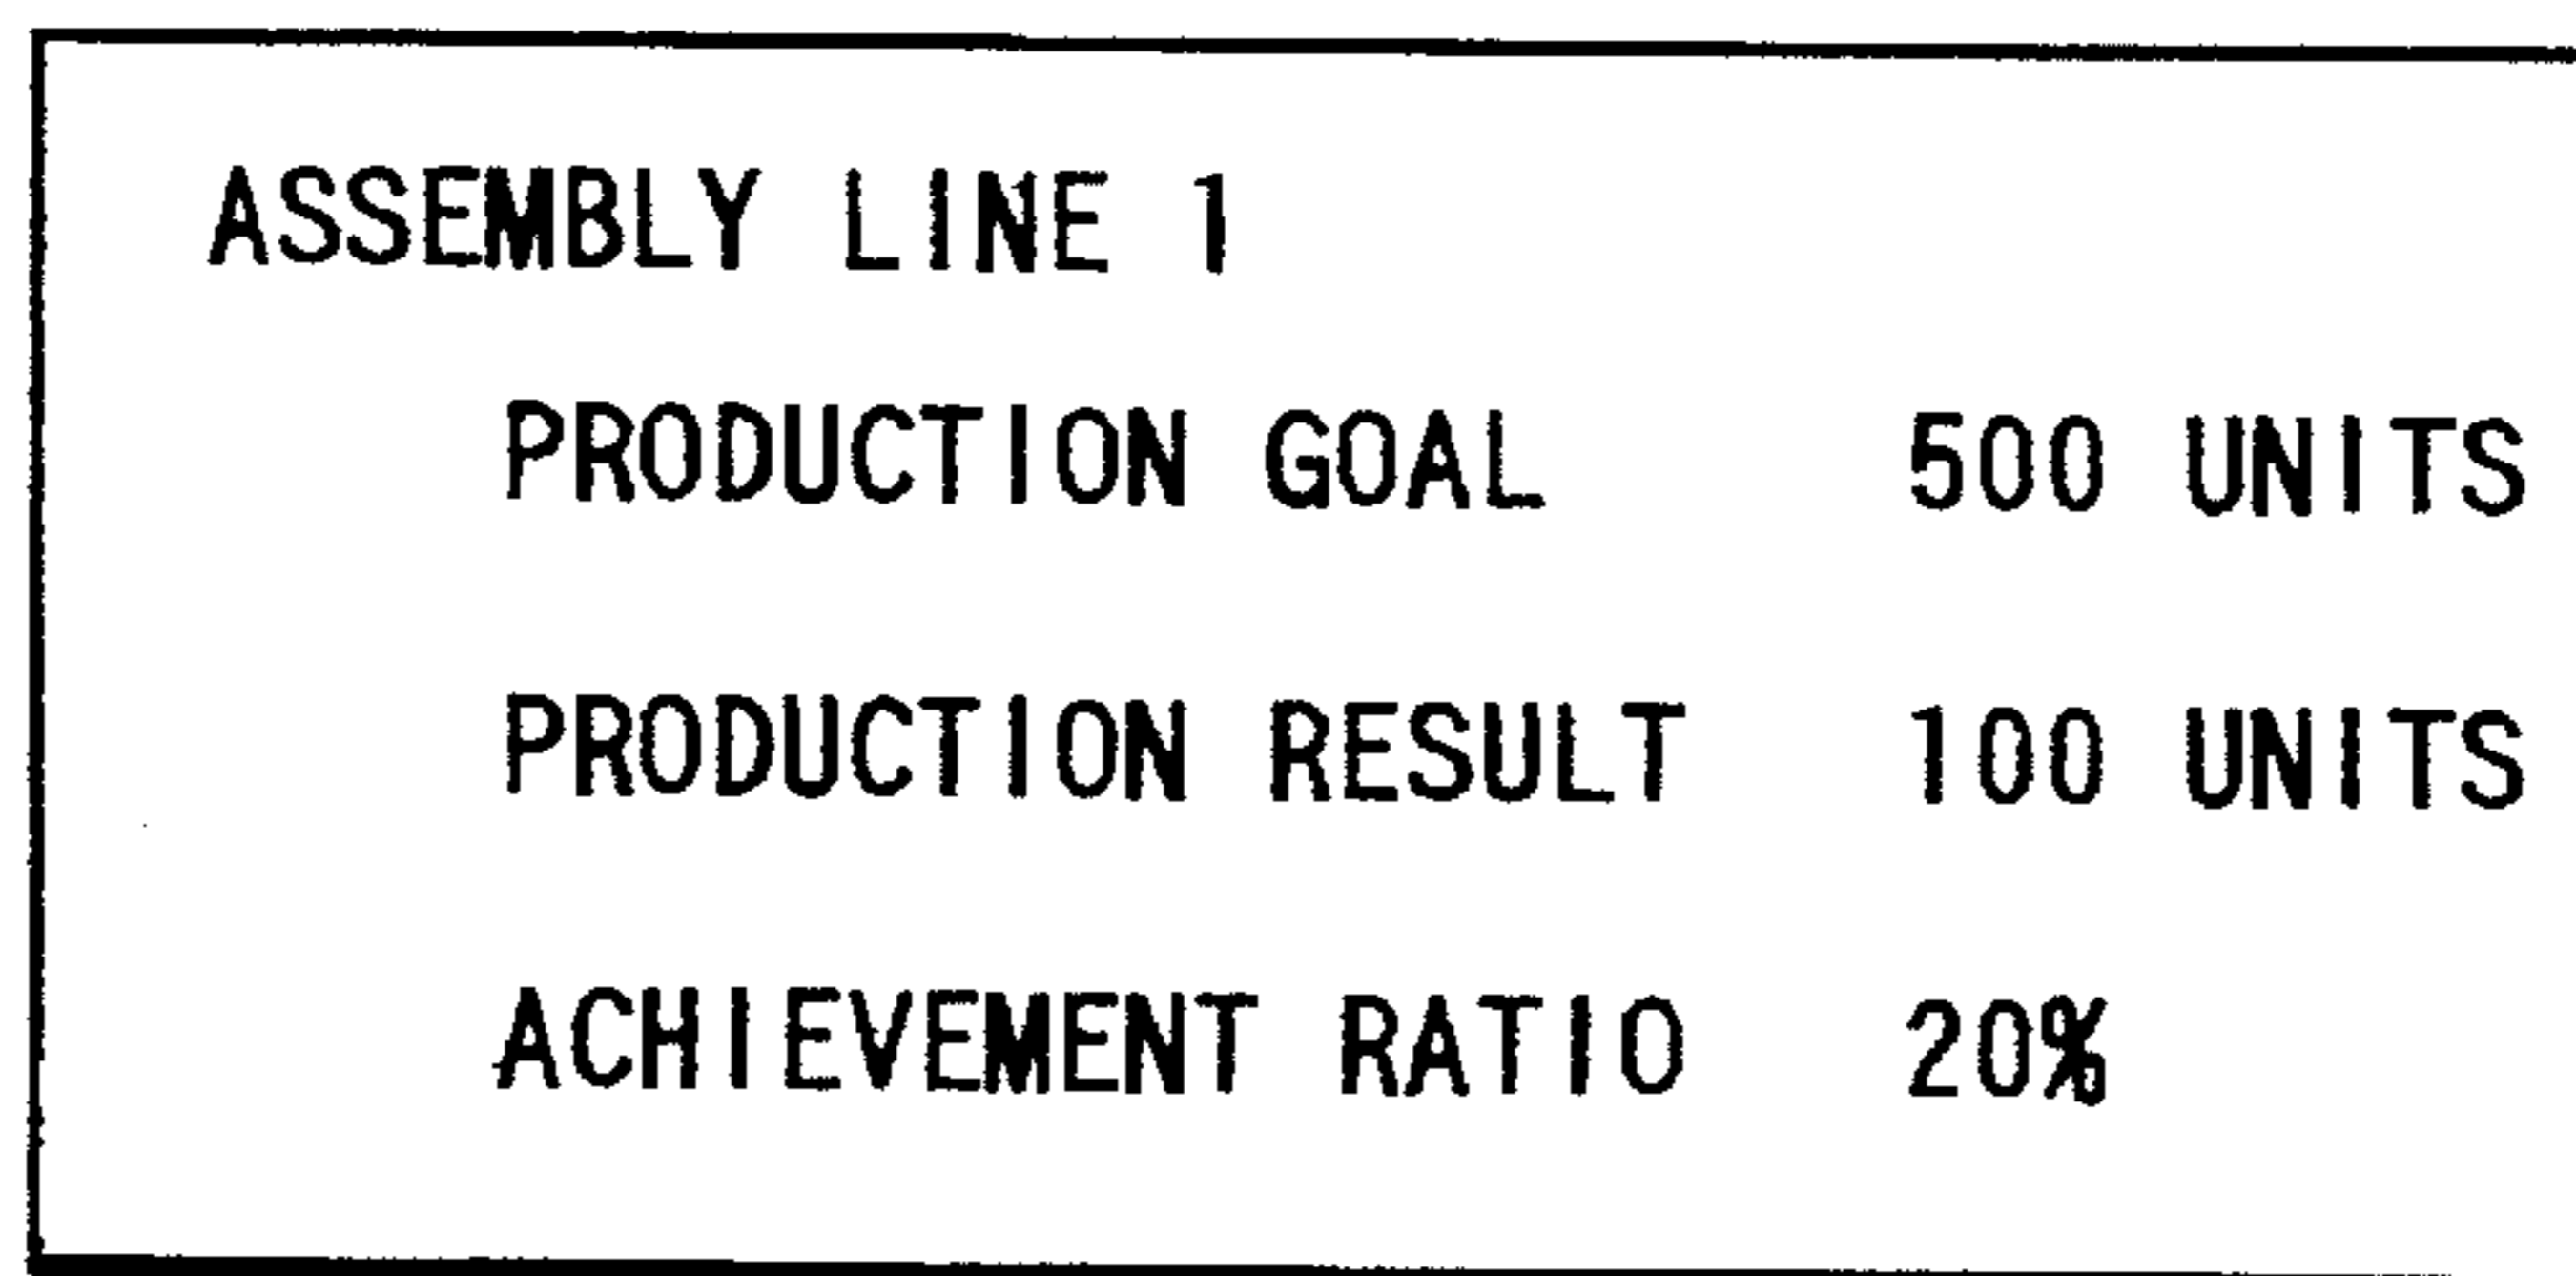 ASSEMBLY LINE 1
PRODUCTION GOAL 500 UNITS
PRODUCTION RESULT 100 UNITS
ACHIEVEMENT RATIO 20%